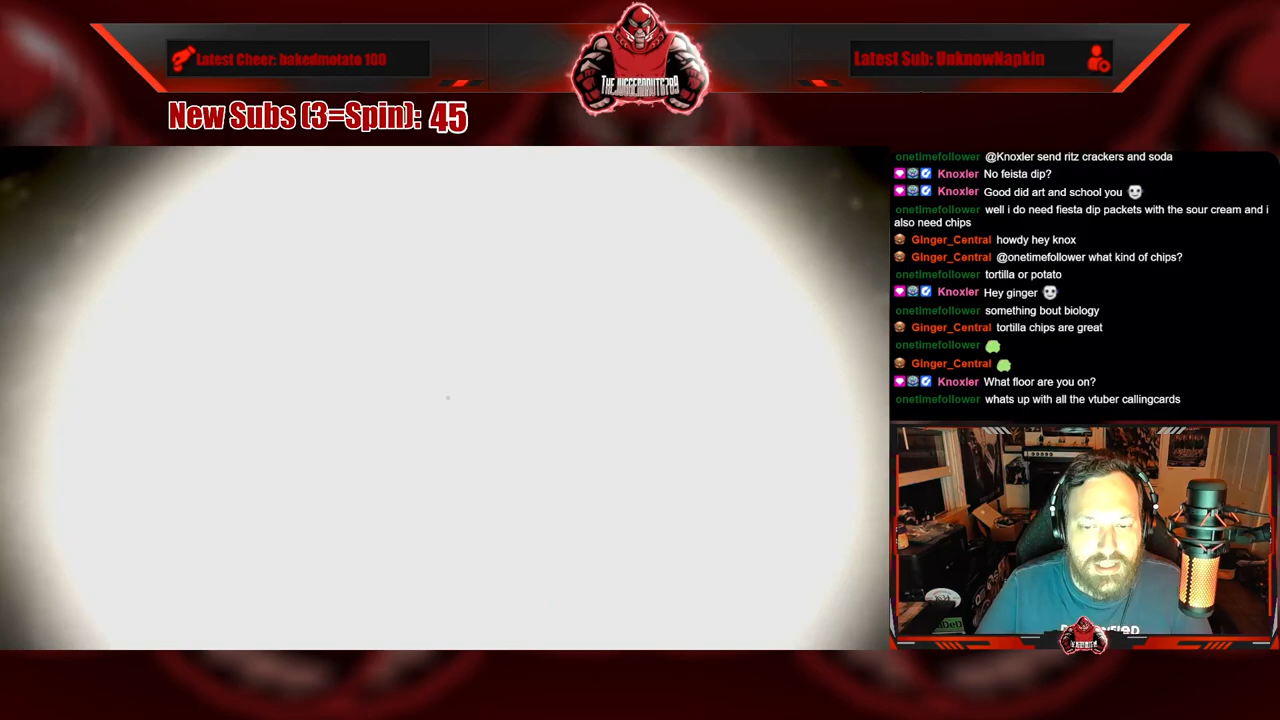 Latest Cheer: bakedmotato 100
THEJUGGERNAUT6789
Latest Sub: UnknowNapkin
New Subs (3=Spin): 45
onetimefollower @Knoxler send ritz crackers and soda
Knoxler No feista dip?
Knoxler Good did art and school you
onetimefollower well i do need fiesta dip packets with the sour cream and i
also need chips
Ginger_Central howdy hey knox
Ginger_Central @onetimefollower what kind of chips?
onetimefollower tortilla or potato
Knoxler Hey ginger
onetimefollower something bout biology
Ginger_Central tortilla chips are great
onetimefollower
Ginger_Central
Knoxler What floor are you on?
onetimefollower whats up with all the vtuber callingcards